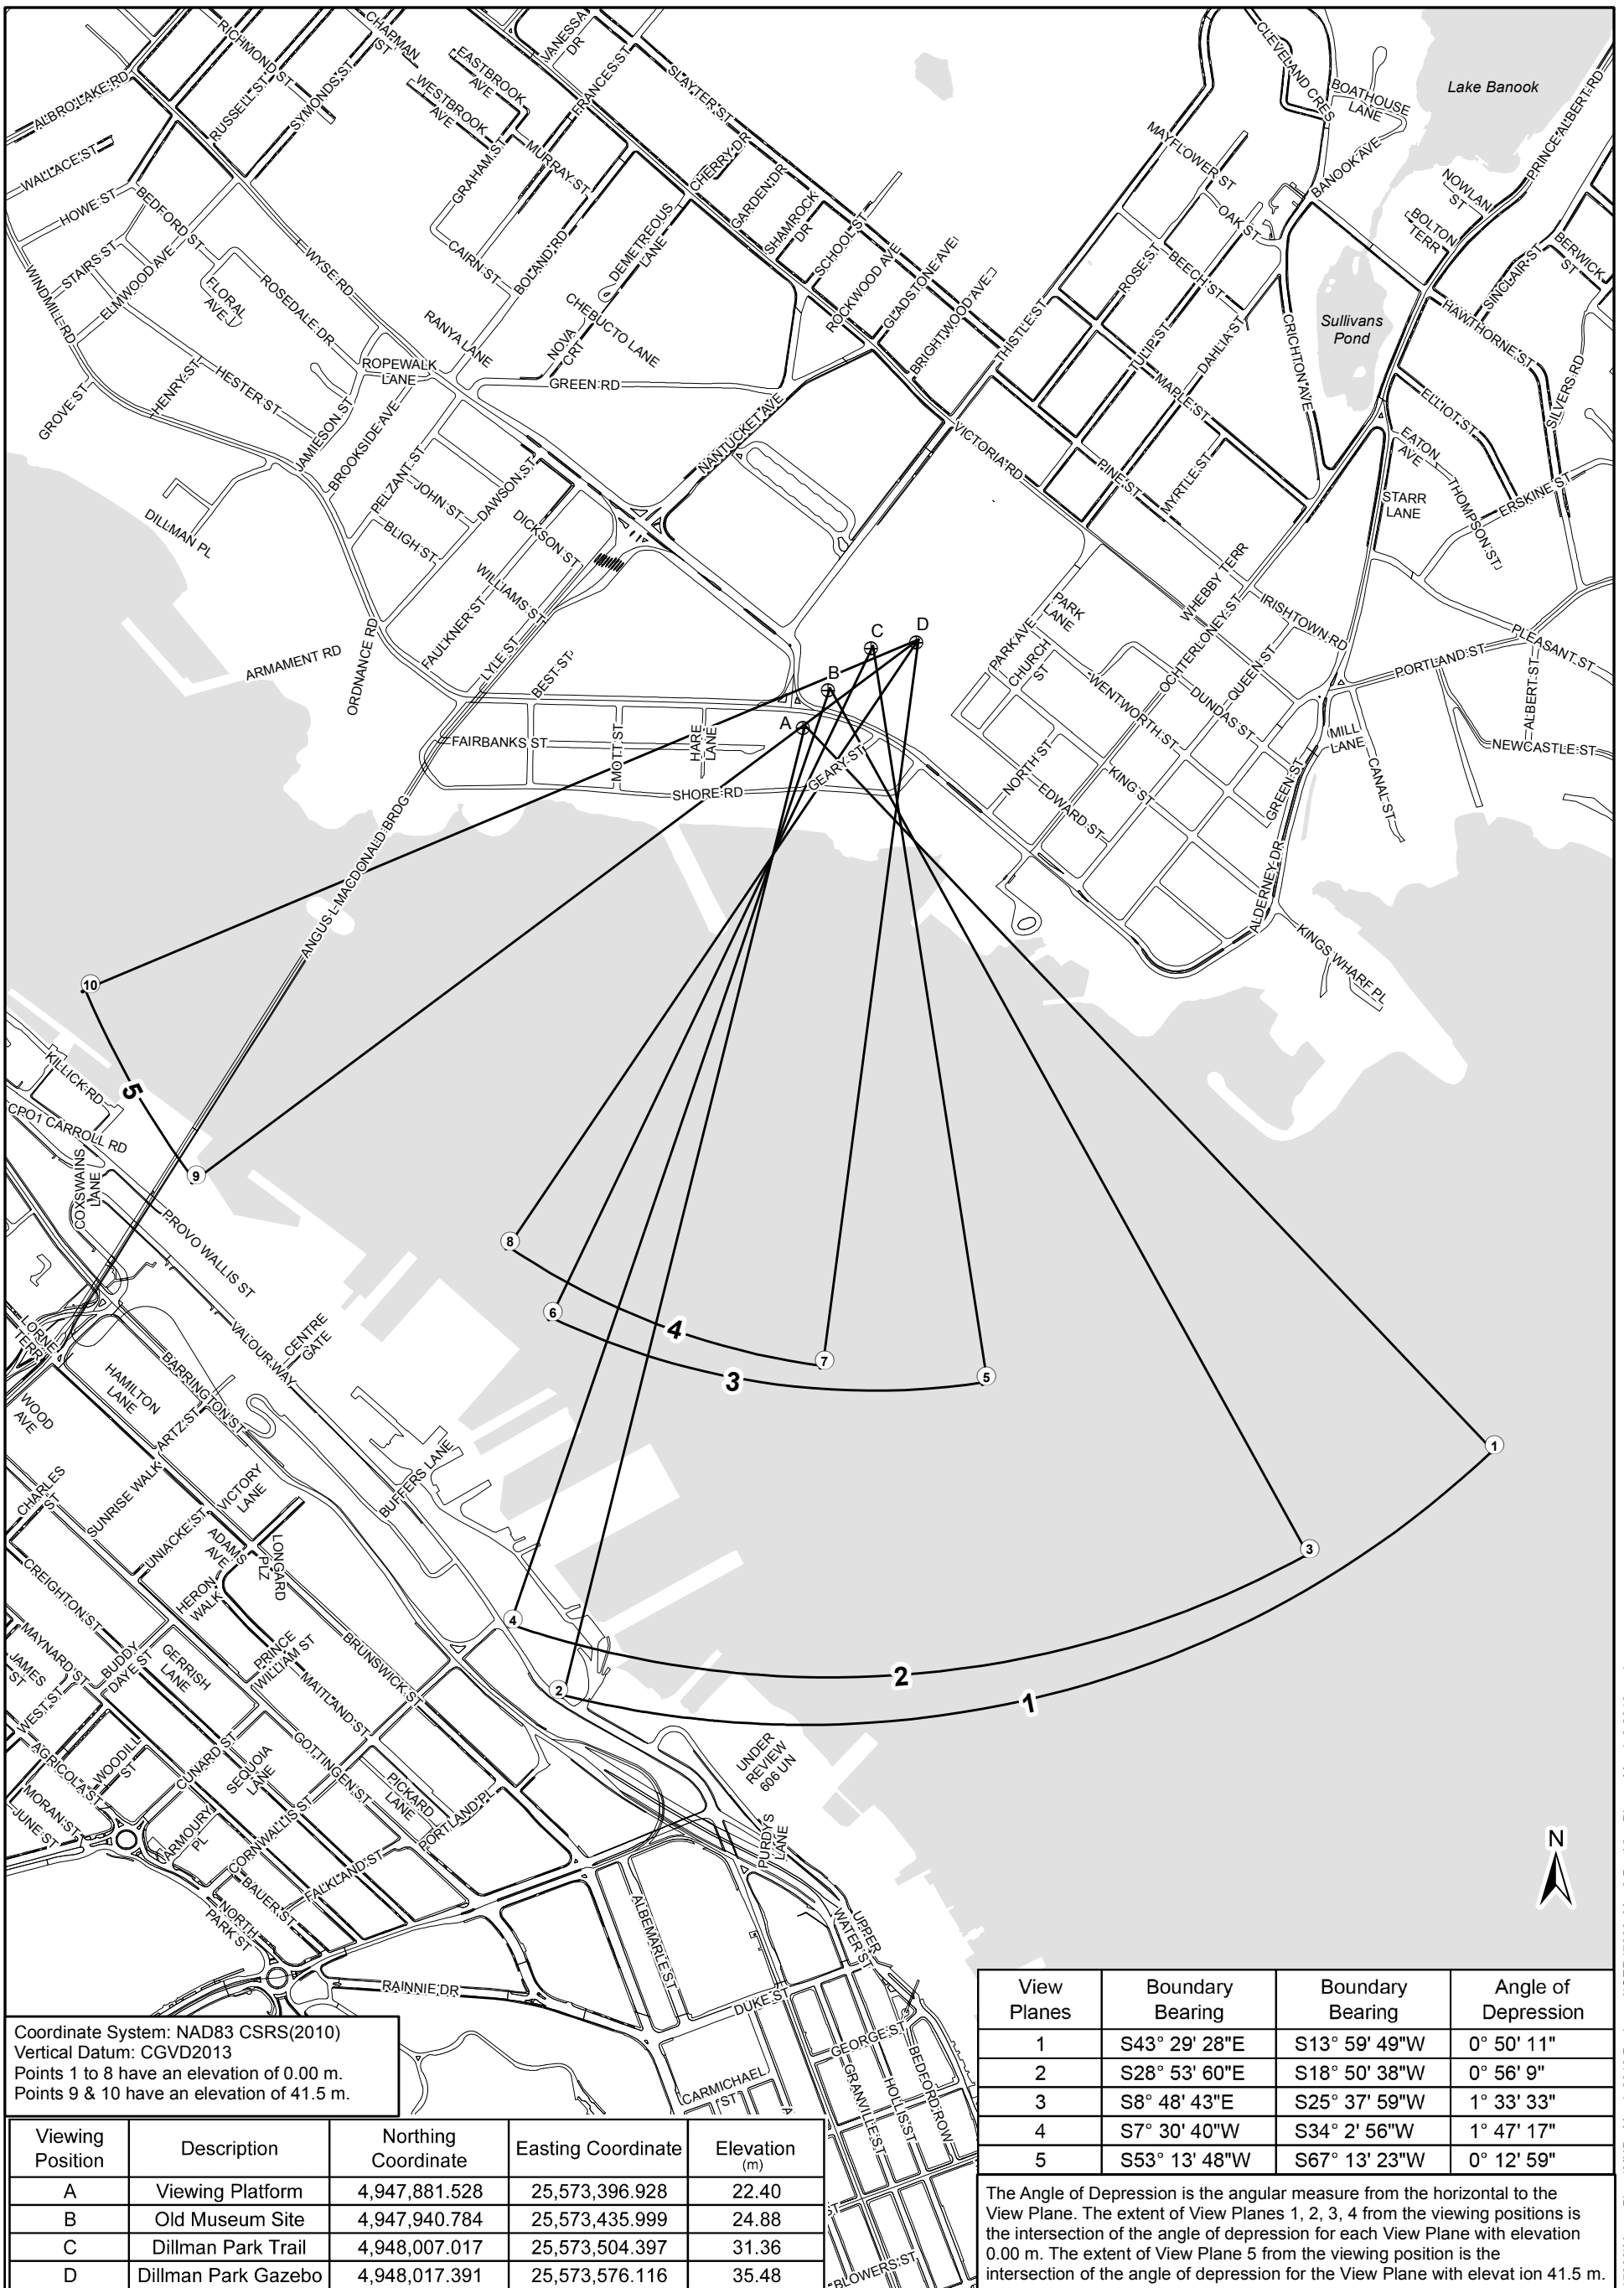 RICHMOND ST
CHAPMAN
ST
VANESSA
DR
EASTBROOK
AVE
WESTBROOK
AVE
FRANCES ST
SLAYTER ST
CLEVELAND CRES
BOATHOUSE
LANE
Lake Banook
PRINCE ALBERT RD
ALBRO LAKE RD
RUSSELL ST
SYMONDS ST
GRAHAM ST
MURRAY ST
CHERRY DR
GARDEN DR
SHAMROCK
DR
SCHOOL ST
MAYFLOWER ST
BANOOK AVE
OAK ST
NOWLAN
ST
BOLTON
TERR
WALLACE ST
HOWE ST
BEDFORD ST
STAIRS ST
ELMWOOD AVE
FLORAL
AVE
WYSE RD
ROSEDALE DR
CAIRN ST
BOLAND RD
DEMETREOUS
LANE
ROCKWOOD AVE
GLADSTONE AVE
BRIGHTWOOD AVE
THISTLE ST
ROSE ST
BEECH ST
TULIP ST
DAHLIA ST
CRICHTON AVE
Sullivans
Pond
SINCLAIR ST
BERWICK
ST
HAWTHORNE ST
SILVERS RD
WINDMILL RD
RANYA LANE
NOVA
CRT
CHEBUCTO LANE
ROPEWALK
LANE
GREEN RD
GROVE ST
HENRY ST
HESTER ST
JAMIESON ST
BROOKSIDE AVE
PELZANT ST
JOHN ST
DAWSON ST
BLIGH ST
DICKSON ST
NANTUCKET AVE
VICTORIA RD
MAPLE ST
PINE ST
MYRTLE ST
ELLIOT ST
EATON
AVE
THOMPSON ST
STARR
LANE
ERSKINE ST
DILLMAN PL
WILLIAMS ST
FAULKNER ST
LYLE ST
BEST ST
ORDNANCE RD
ARMAMENT RD
WHEBBY TERR
IRISHTOWN RD
PARK
LANE
PARK AVE
CHURCH
ST
OCHTERLONEY ST
QUEEN ST
DUNDAS ST
WENTWORTH ST
PORTLAND ST
PLEASANT ST
ALBERT ST
NEWCASTLE ST
MILL
LANE
CANAL ST
GREEN ST
D
C
B
A
FAIRBANKS ST
MOTT ST
HARE
LANE
SHORE RD
GEARY ST
NORTH ST
KING ST
EDWARD ST
ALDERNEY DR
KINGS WHARF PL
ANGUS L MACDONALD BRDG
10
5
9
KILLICK RD
CPO1 CARROLL RD
COXSWAINS
LANE
PROVO WALLIS ST
8
6
4
7
3
5
1
LORNE
TERR
VALOUR WAY
CENTRE
GATE
HAMILTON
LANE
BARRINGTON ST
WOOD
AVE
ARTZ ST
BUFFERS LANE
CHARLES
ST
SUNRISE WALK
VICTORY
LANE
UNIACKE ST
ADAMS
AVE
LONGARD
PLZ
HERON
WALK
3
4
2
2
1
CREIGHTON ST
MAYNARD ST
JAMES
ST
WEST ST
BUDDY
DAYE ST
GERRISH
LANE
PRINCE
WILLIAM ST
BRUNSWICK ST
MAITLAND ST
AGRICOLA ST
WOODILL
ST
CUNARD ST
SEQUOIA
LANE
GOTTINGEN ST
PICKARD
LANE
PORTLAND PL
MORAN ST
JUNE ST
ARMOURY
PL
CORNWALLIS ST
BAUER ST
FALKLAND ST
NORTH
PARK ST
UNDER
REVIEW
606 UN
PURDYS
LANE
N
UPPER
WATER ST
ALBEMARLE ST
RAINNIE DR
DUKE ST
GEORGE ST
BEDFORD ROW
HOLLIS ST
GRANVILLE ST
CARMICHAEL
ST
BLOWERS ST
Coordinate System: NAD83 CSRS(2010)
Vertical Datum: CGVD2013
Points 1 to 8 have an elevation of 0.00 m.
Points 9 & 10 have an elevation of 41.5 m.
Viewing Position Description Northing Coordinate Easting Coordinate Elevation (m)
A Viewing Platform 4,947,881.528 25,573,396.928 22.40
B Old Museum Site 4,947,940.784 25,573,435.999 24.88
C Dillman Park Trail 4,948,007.017 25,573,504.397 31.36
D Dillman Park Gazebo 4,948,017.391 25,573,576.116 35.48
View Planes Boundary Bearing Boundary Bearing Angle of Depression
1 S43° 29' 28"E S13° 59' 49"W 0° 50' 11"
2 S28° 53' 60"E S18° 50' 38"W 0° 56' 9"
3 S8° 48' 43"E S25° 37' 59"W 1° 33' 33"
4 S7° 30' 40"W S34° 2' 56"W 1° 47' 17"
5 S53° 13' 48"W S67° 13' 23"W 0° 12' 59"
The Angle of Depression is the angular measure from the horizontal to the
View Plane. The extent of View Planes 1, 2, 3, 4 from the viewing positions is
the intersection of the angle of depression for each View Plane with elevation
0.00 m. The extent of View Plane 5 from the viewing position is the
intersection of the angle of depression for the View Plane with elevat ion 41.5 m.